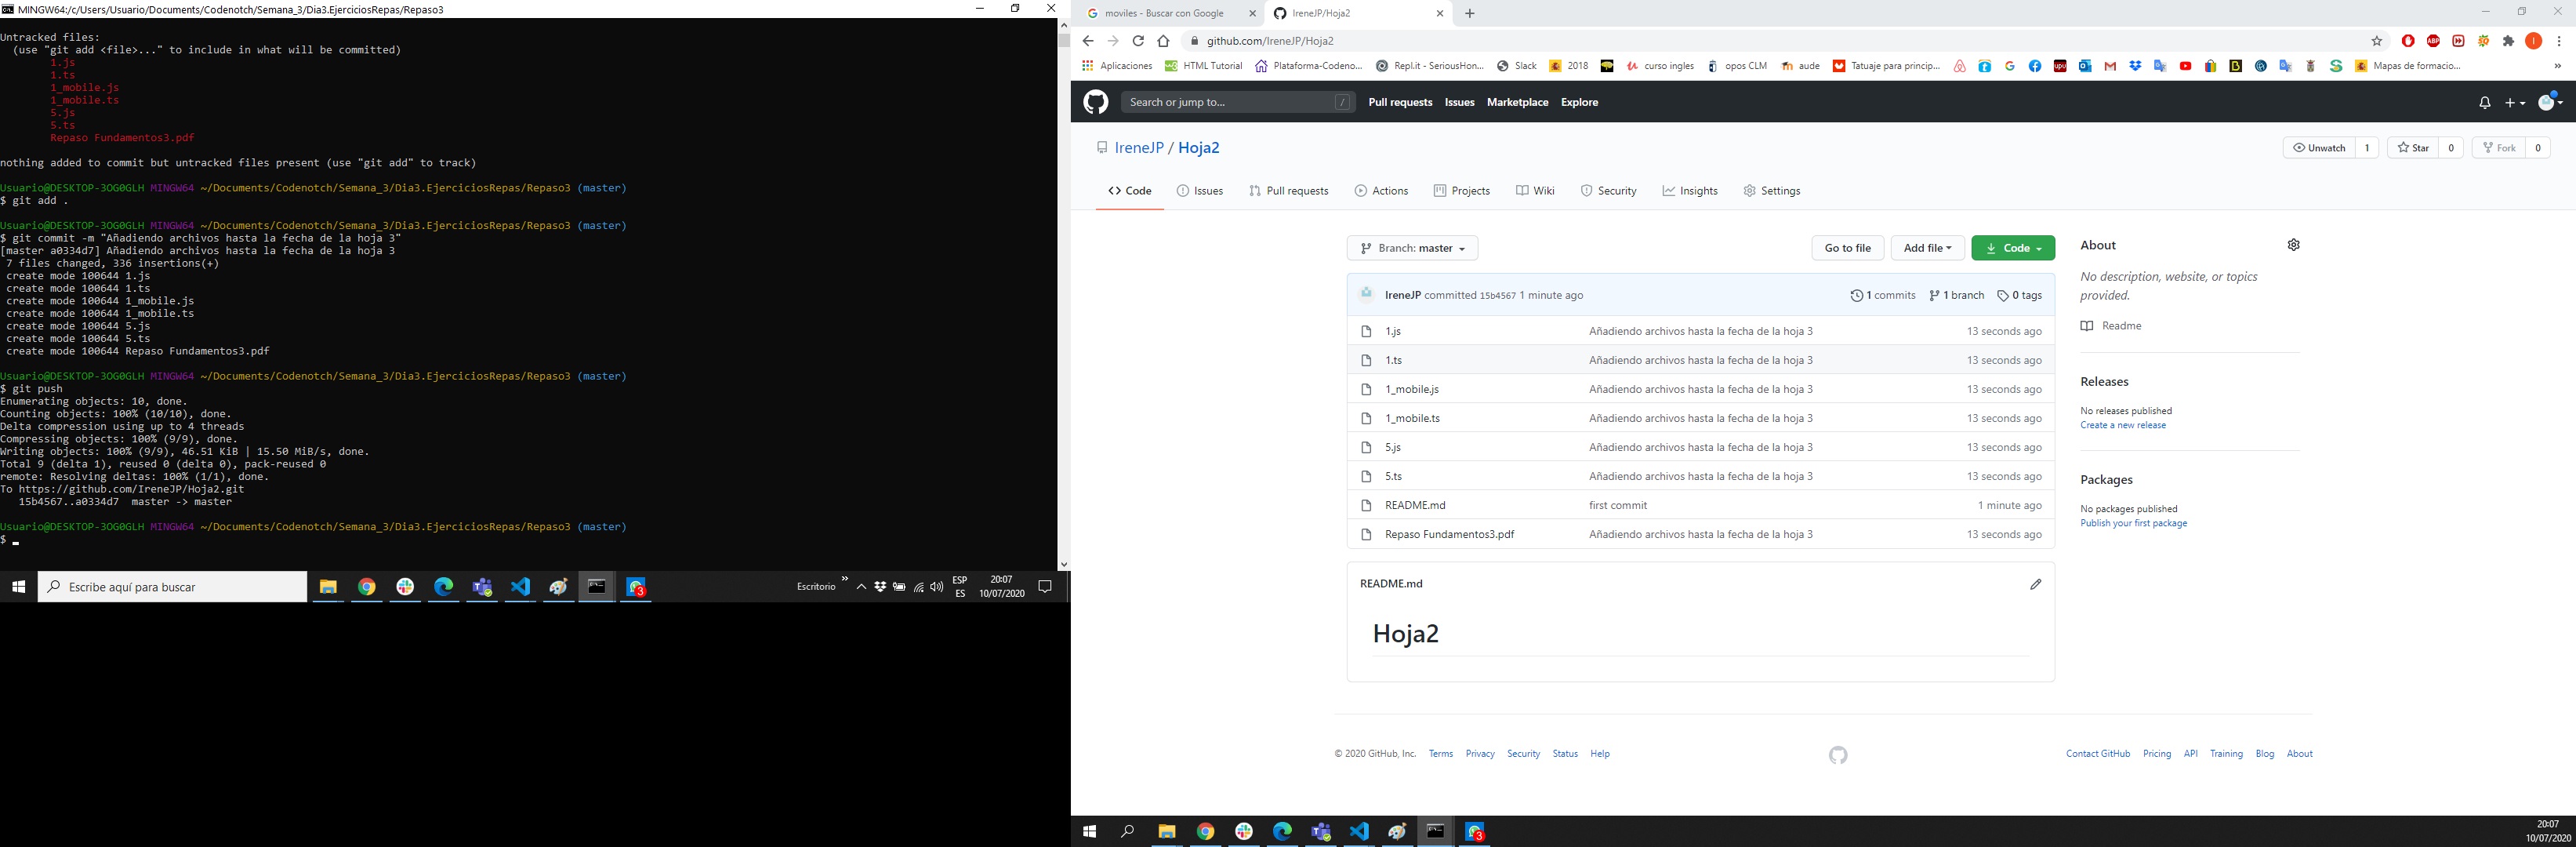 MINGW64:/c/Users/Usuario/Documents/Codenotch/Semana_3/Dia3.EjerciciosRepas/Repaso3
Untracked files:
(use "git add <file>..." to include in what will be committed)
1.js
1.ts
1_mobile.js
1_mobile.ts
5.js
5.ts
Repaso Fundamentos3.pdf
nothing added to commit but untracked files present (use "git add" to track)
Usuario@DESKTOP-3OG0GLH MINGW64 ~/Documents/Codenotch/Semana_3/Dia3.EjerciciosRepas/Repaso3 (master)
$ git add .
Usuario@DESKTOP-3OG0GLH MINGW64 ~/Documents/Codenotch/Semana_3/Dia3.EjerciciosRepas/Repaso3 (master)
$ git commit -m "Añadiendo archivos hasta la fecha de la hoja 3"
[master a0334d7] Añadiendo archivos hasta la fecha de la hoja 3
7 files changed, 336 insertions(+)
create mode 100644 1.js
create mode 100644 1.ts
create mode 100644 1_mobile.js
create mode 100644 1_mobile.ts
create mode 100644 5.js
create mode 100644 5.ts
create mode 100644 Repaso Fundamentos3.pdf
Usuario@DESKTOP-3OG0GLH MINGW64 ~/Documents/Codenotch/Semana_3/Dia3.EjerciciosRepas/Repaso3 (master)
$ git push
Enumerating objects: 10, done.
Counting objects: 100% (10/10), done.
Delta compression using up to 4 threads
Compressing objects: 100% (9/9), done.
Writing objects: 100% (9/9), 46.51 KiB | 15.50 MiB/s, done.
Total 9 (delta 1), reused 0 (delta 0), pack-reused 0
remote: Resolving deltas: 100% (1/1), done.
To https://github.com/IreneJP/Hoja2.git
15b4567..a0334d7 master -> master
Usuario@DESKTOP-3OG0GLH MINGW64 ~/Documents/Codenotch/Semana_3/Dia3.EjerciciosRepas/Repaso3 (master)
$
Escribe aquí para buscar
3
Escritorio
ESP
ES
20:07
10/07/2020
moviles - Buscar con Google
IreneJP/Hoja2
github.com/IreneJP/Hoja2
ABP
I
Aplicaciones
HTML Tutorial
Plataforma-Codeno...
Repl.it - SeriousHon...
Slack
2018
curso ingles
opos CLM
aude
Tatuaje para princip...
Mapas de formacio...
Search or jump to... /
Pull requests Issues Marketplace Explore
IreneJP / Hoja2
Unwatch 1
Star 0
Fork 0
Code Issues Pull requests Actions Projects Wiki Security Insights Settings
Branch: master
Go to file
Add file
Code
IreneJP committed 15b4567 1 minute ago
1 commits 1 branch 0 tags
1.js Añadiendo archivos hasta la fecha de la hoja 3 13 seconds ago
1.ts Añadiendo archivos hasta la fecha de la hoja 3 13 seconds ago
1_mobile.js Añadiendo archivos hasta la fecha de la hoja 3 13 seconds ago
1_mobile.ts Añadiendo archivos hasta la fecha de la hoja 3 13 seconds ago
5.js Añadiendo archivos hasta la fecha de la hoja 3 13 seconds ago
5.ts Añadiendo archivos hasta la fecha de la hoja 3 13 seconds ago
README.md first commit 1 minute ago
Repaso Fundamentos3.pdf Añadiendo archivos hasta la fecha de la hoja 3 13 seconds ago
README.md
Hoja2
About
No description, website, or topics
provided.
Readme
Releases
No releases published
Create a new release
Packages
No packages published
Publish your first package
© 2020 GitHub, Inc. Terms Privacy Security Status Help
Contact GitHub Pricing API Training Blog About
3
20:07
10/07/2020